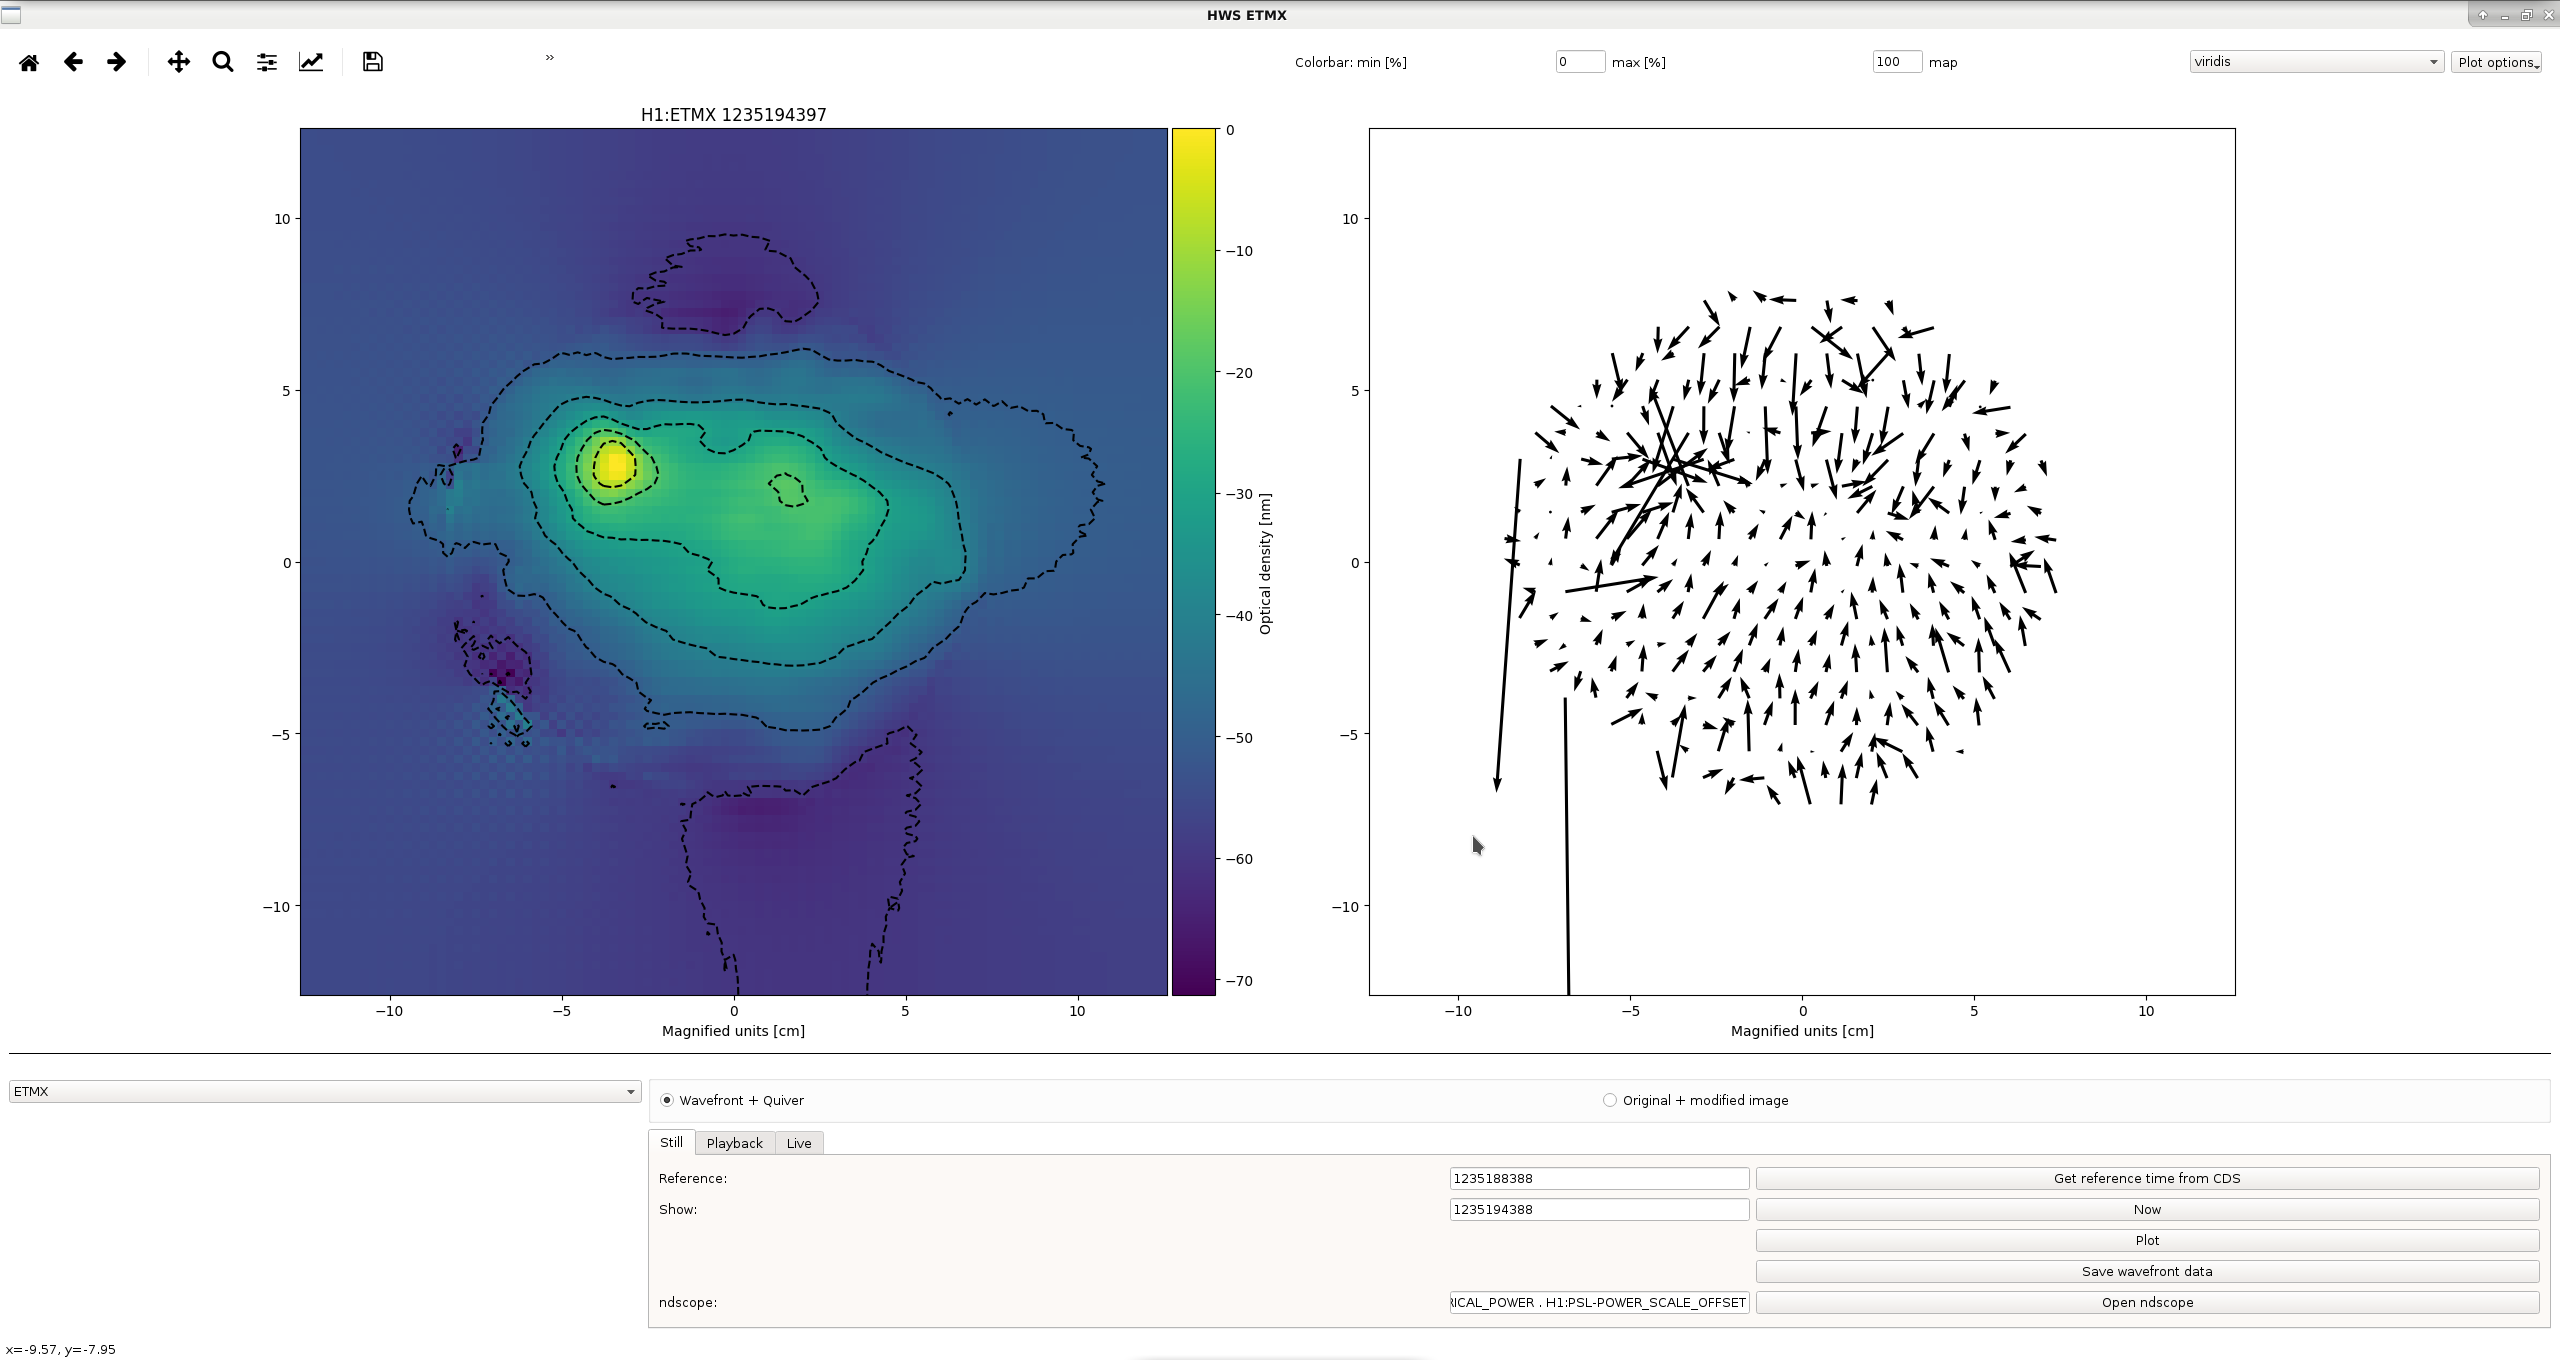 HWS ETMX
»
Colorbar: min [%] 0 max [%] 100 map viridis Plot options
H1:ETMX 1235194397
10
5
0
−5
−10
−10 −5 0 5 10
Magnified units [cm]
0
−10
−20
−30
−40
−50
−60
−70
Optical density [nm]
10
5
0
−5
−10
−10 −5 0 5 10
Magnified units [cm]
ETMX
Wavefront + Quiver Original + modified image
Still Playback Live
Reference: 1235188388 Get reference time from CDS
Show: 1235194388 Now
Plot
Save wavefront data
ndscope: RICAL_POWER . H1:PSL-POWER_SCALE_OFFSET Open ndscope
x=-9.57, y=-7.95